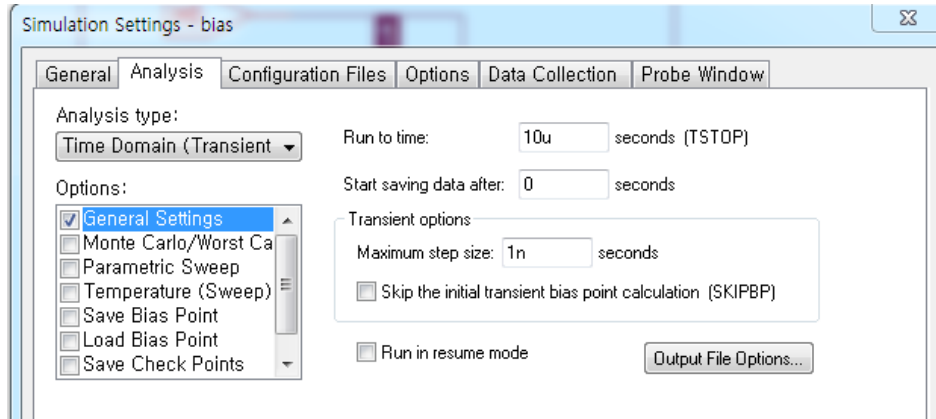 Simulation Settings - bias
General Analysis Configuration Files Options Data Collection Probe Window
Analysis type:
Time Domain (Transient
Options:
General Settings
Monte Carlo/Worst Ca
Parametric Sweep
Temperature (Sweep)
Save Bias Point
Load Bias Point
Save Check Points
Run to time: 10u seconds (TSTOP)
Start saving data after: 0 seconds
Transient options
Maximum step size: 1n seconds
Skip the initial transient bias point calculation (SKIPBP)
Run in resume mode
Output File Options...